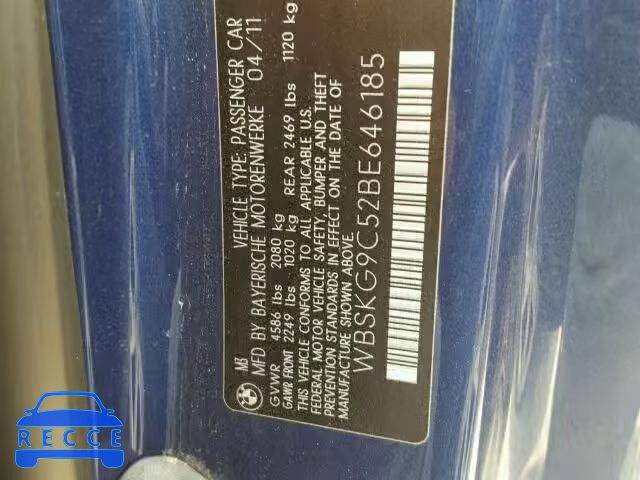 VEHICLE TYPE: PASSENGER CAR
M3 MFD BY BAYERISCHE MOTORENWERKE 04/11
GVWR 4586 lbs 2080 kg
GAWR FRONT 2249 lbs 1020 kg REAR 2469 lbs 1120 kg
THIS VEHICLE CONFORMS TO ALL APPLICABLE U.S.
FEDERAL MOTOR VEHICLE SAFETY, BUMPER AND THEFT
PREVENTION STANDARDS IN EFFECT ON THE DATE OF
MANUFACTURE SHOWN ABOVE.
WBSKG9C52BE646185
RECCE